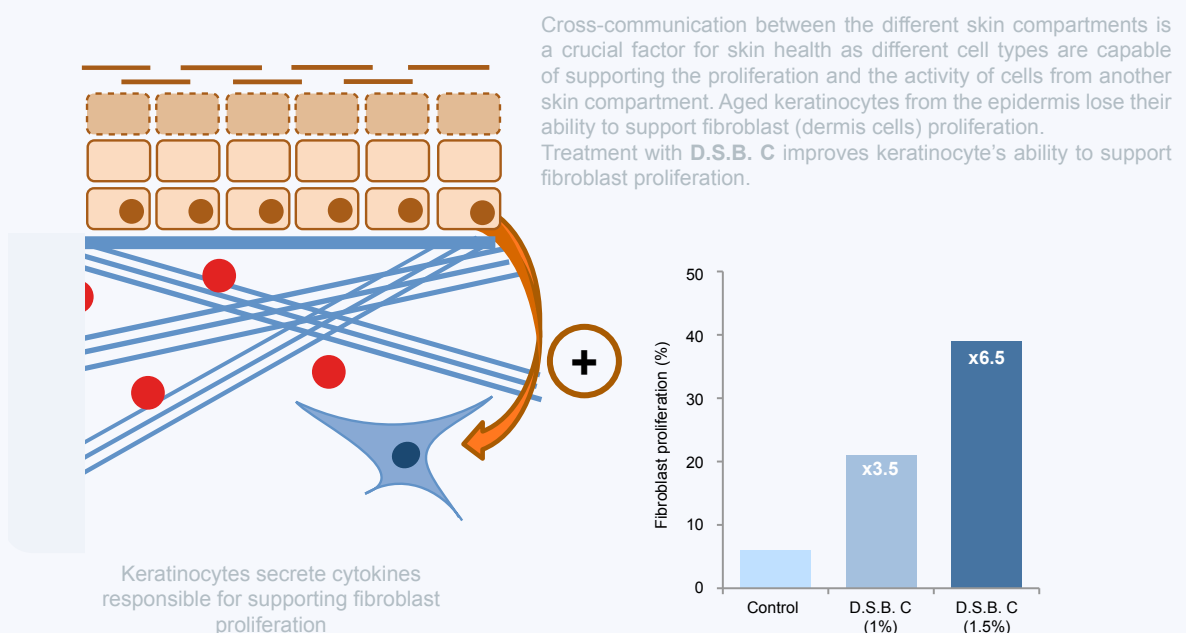 Cross-communication between the different skin compartments is
a crucial factor for skin health as different cell types are capable
of supporting the proliferation and the activity of cells from another
skin compartment. Aged keratinocytes from the epidermis lose their
ability to support fibroblast (dermis cells) proliferation.
Treatment with D.S.B. C improves keratinocyte's ability to support
fibroblast proliferation.
+
Keratinocytes secrete cytokines
responsible for supporting fibroblast
proliferation
Fibroblast proliferation (%)
50
40
30
20
10
0
x3.5
x6.5
Control
D.S.B. C
(1%)
D.S.B. C
(1.5%)